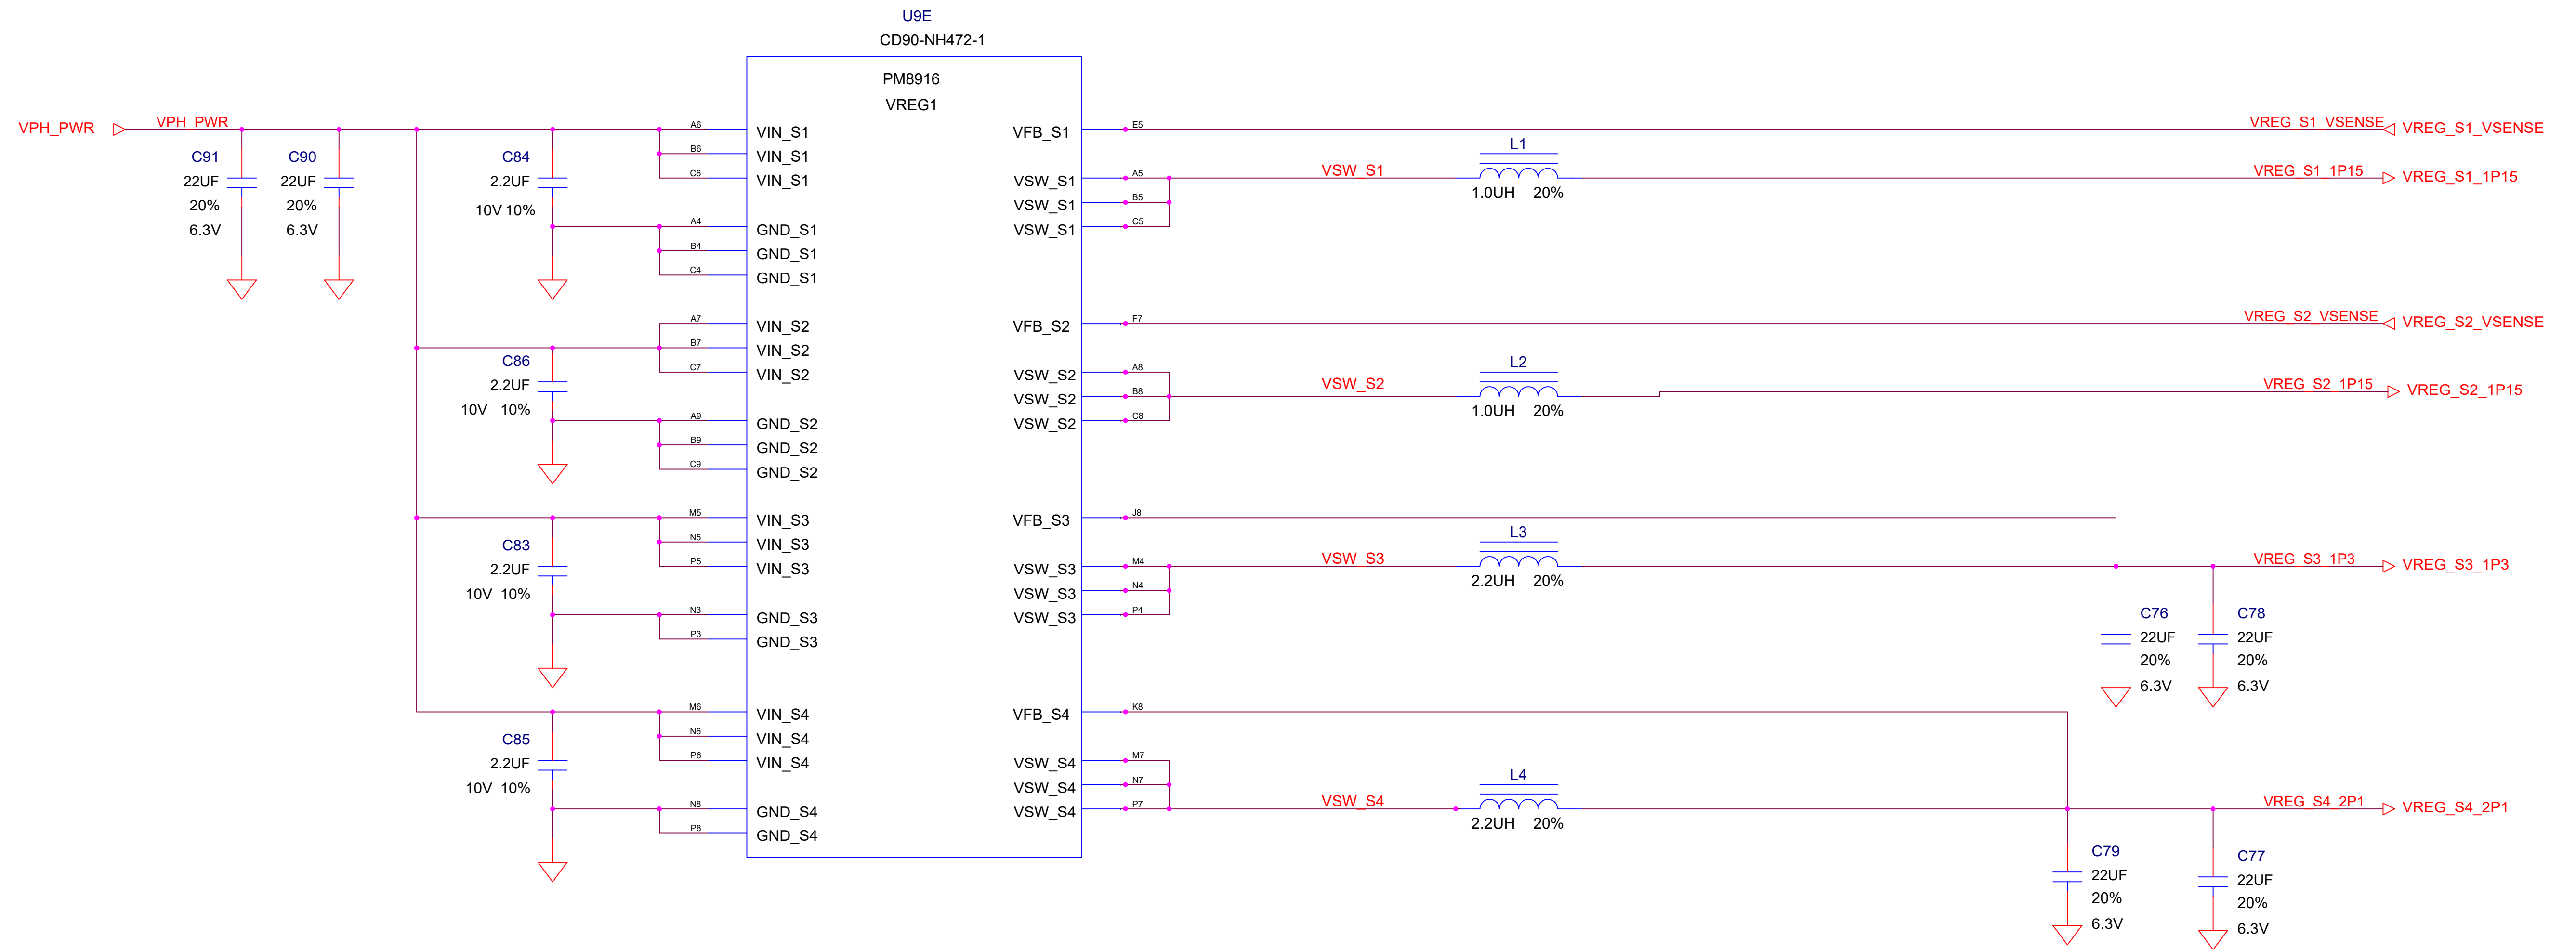 U9E
CD90-NH472-1
PM8916
VREG1
VPH_PWR
VPH_PWR
C91
22UF
20%
6.3V
C90
22UF
20%
6.3V
C84
2.2UF
10V 10%
A6 VIN_S1
B6 VIN_S1
C6 VIN_S1
A4 GND_S1
B4 GND_S1
C4 GND_S1
C86
2.2UF
10V 10%
A7 VIN_S2
B7 VIN_S2
C7 VIN_S2
A9 GND_S2
B9 GND_S2
C9 GND_S2
C83
2.2UF
10V 10%
M5 VIN_S3
N5 VIN_S3
P5 VIN_S3
N3 GND_S3
P3 GND_S3
C85
2.2UF
10V 10%
M6 VIN_S4
N6 VIN_S4
P6 VIN_S4
N8 GND_S4
P8 GND_S4
VFB_S1 E5
VREG_S1_VSENSE
VREG_S1_VSENSE
VSW_S1 A5
VSW_S1 B5
VSW_S1 C5
VSW_S1
L1
1.0UH 20%
VREG_S1_1P15
VREG_S1_1P15
VFB_S2 F7
VREG_S2_VSENSE
VREG_S2_VSENSE
VSW_S2 A8
VSW_S2 B8
VSW_S2 C8
VSW_S2
L2
1.0UH 20%
VREG_S2_1P15
VREG_S2_1P15
VFB_S3 J8
VSW_S3 M4
VSW_S3 N4
VSW_S3 P4
VSW_S3
L3
2.2UH 20%
VREG_S3_1P3
VREG_S3_1P3
C76
22UF
20%
6.3V
C78
22UF
20%
6.3V
VFB_S4 K8
VSW_S4 M7
VSW_S4 N7
VSW_S4 P7
VSW_S4
L4
2.2UH 20%
VREG_S4_2P1
VREG_S4_2P1
C79
22UF
20%
6.3V
C77
22UF
20%
6.3V